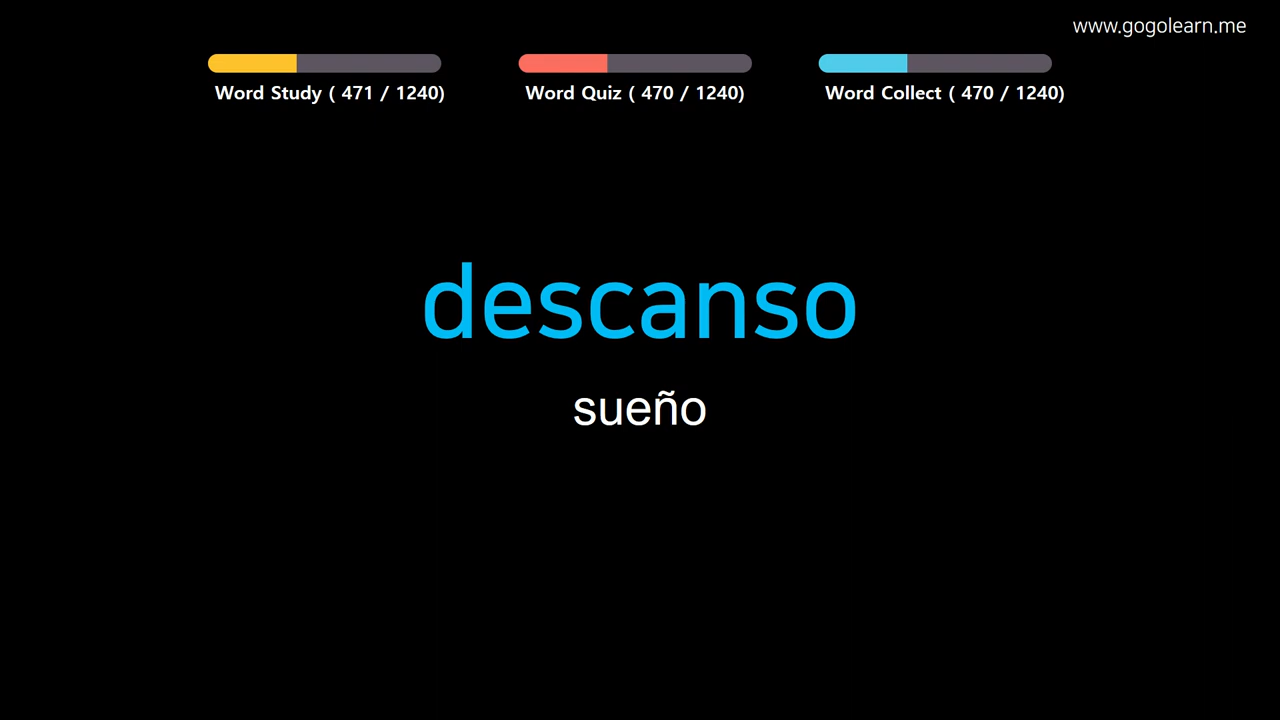 www.gogolearn.me
Word Study ( 471 / 1240)
Word Quiz ( 470 / 1240)
Word Collect ( 470 / 1240)
descanso
sueño